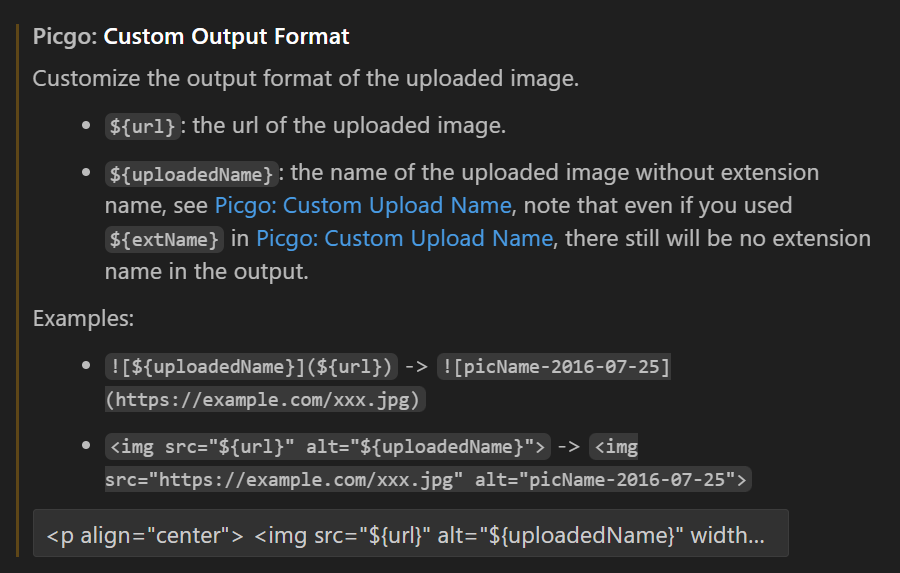 Picgo: Custom Output Format
Customize the output format of the uploaded image.
${url}: the url of the uploaded image.
${uploadedName}: the name of the uploaded image without extension
name, see Picgo: Custom Upload Name, note that even if you used
${extName} in Picgo: Custom Upload Name, there still will be no extension
name in the output.
Examples:
![${uploadedName}](${url}) -> ![picName-2016-07-25]
(https://example.com/xxx.jpg)
<img src="${url}" alt="${uploadedName}"> -> <img
src="https://example.com/xxx.jpg" alt="picName-2016-07-25">
<p align="center"> <img src="${url}" alt="${uploadedName}" width...